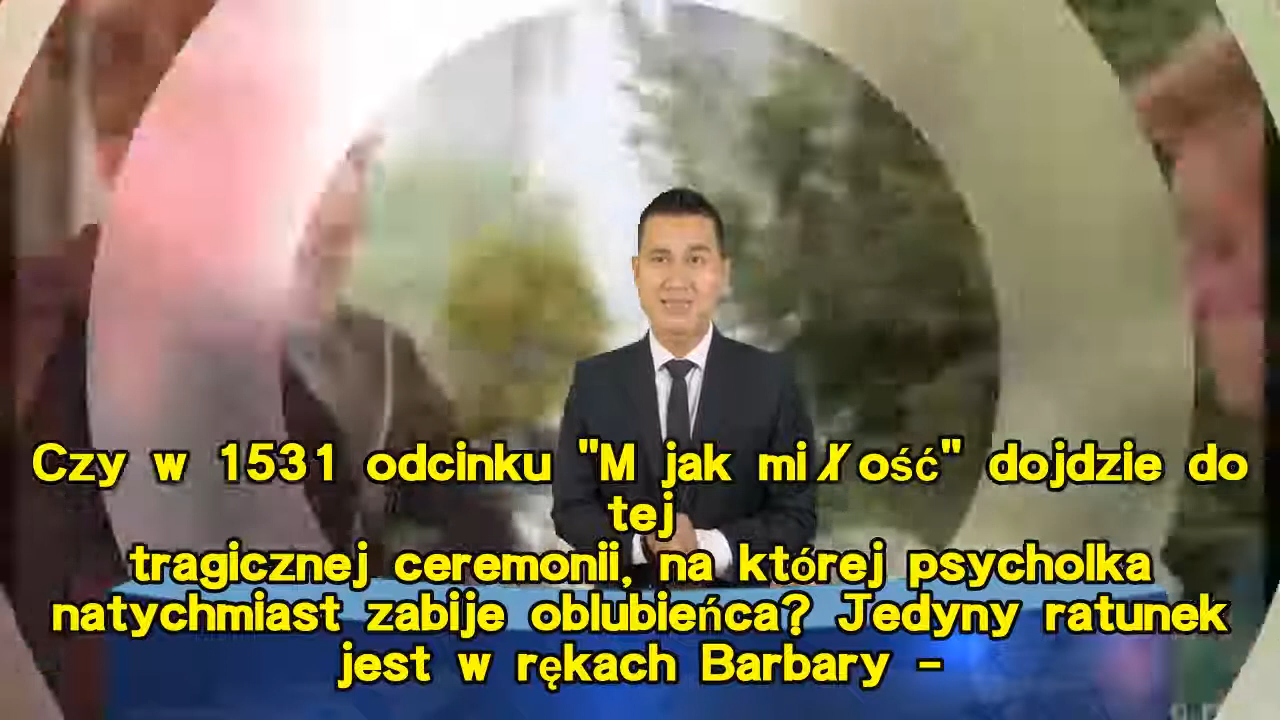 Czy w 1531 odcinku "M jak miłość" dojdzie do
tej
tragicznej ceremonii, na której psycholka
natychmiast zabije oblubieńca? Jedyny ratunek
jest w rękach Barbary -